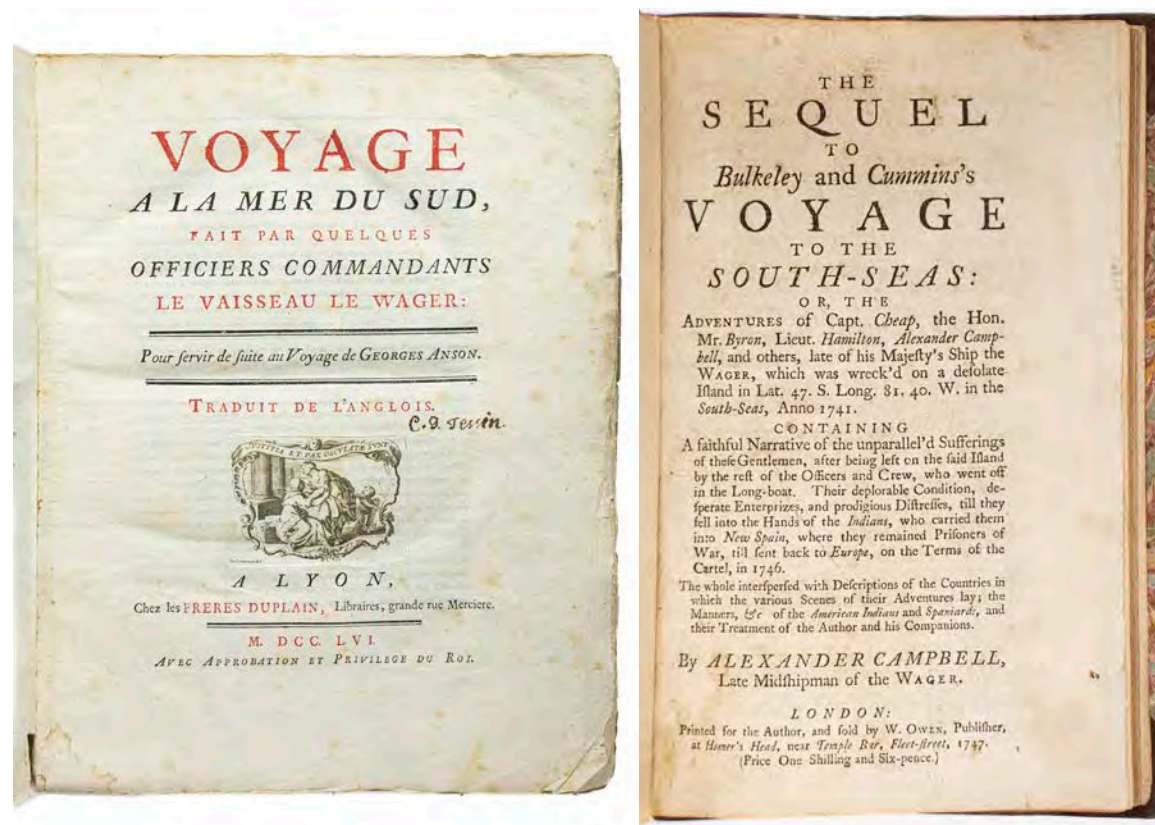 VOYAGE
A LA MER DU SUD,
FAIT PAR QUELQUES
OFFICIERS COMMANDANTS
LE VAISSEAU LE WAGER:
Pour ſervir de ſuite au Voyage de GEORGES ANSON.
TRADUIT DE L'ANGLOIS.
ET PAX OSCULATÆ SUNT
A LYON,
Chez les FRERES DUPLAIN, Libraires, grande rue Merciere.
M. DCC. LVI.
AVEC APPROBATION ET PRIVILEGE DU ROI.
THE
SEQUEL
TO
Bulkeley and Cummins's
VOYAGE
TO THE
SOUTH-SEAS:
OR, THE
ADVENTURES of Capt. Cheap, the Hon.
Mr. Byron, Lieut. Hamilton, Alexander Camp-
bell, and others, late of his Majeſty's Ship the
WAGER, which was wreck'd on a deſolate
Iſland in Lat. 47. S. Long. 81. 40. W. in the
South-Seas, Anno 1741.
CONTAINING
A faithful Narrative of the unparallel'd Sufferings
of theſe Gentlemen, after being left on the ſaid Iſland
by the reſt of the Officers and Crew, who went off
in the Long-boat. Their deplorable Condition, de-
ſperate Enterprizes, and prodigious Diſtreſſes, till they
fell into the Hands of the Indians, who carried them
into New Spain, where they remained Priſoners of
War, till ſent back to Europe, on the Terms of the
Cartel, in 1746.
The whole interſperſed with Deſcriptions of the Countries in
which the various Scenes of their Adventures lay; the
Manners, &c of the American Indians and Spaniards, and
their Treatment of the Author and his Companions.
By ALEXANDER CAMPBELL,
Late Midſhipman of the WAGER.
LONDON:
Printed for the Author, and ſold by W. OWEN, Publiſher,
at Homer's Head, near Temple Bar, Fleet-ſtreet, 1747.
(Price One Shilling and Six-pence.)